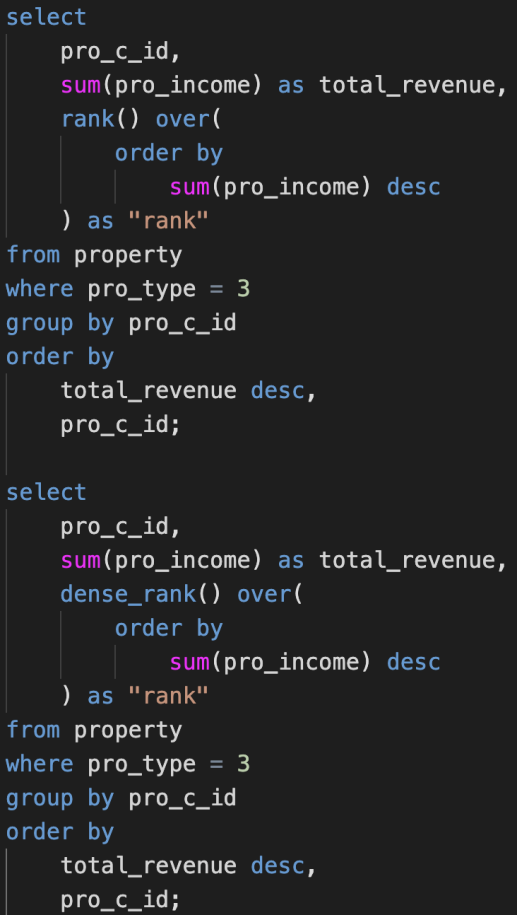 select
    pro_c_id,
    sum(pro_income) as total_revenue,
    rank() over(
        order by
            sum(pro_income) desc
    ) as "rank"
from property
where pro_type = 3
group by pro_c_id
order by
    total_revenue desc,
    pro_c_id;

select
    pro_c_id,
    sum(pro_income) as total_revenue,
    dense_rank() over(
        order by
            sum(pro_income) desc
    ) as "rank"
from property
where pro_type = 3
group by pro_c_id
order by
    total_revenue desc,
    pro_c_id;